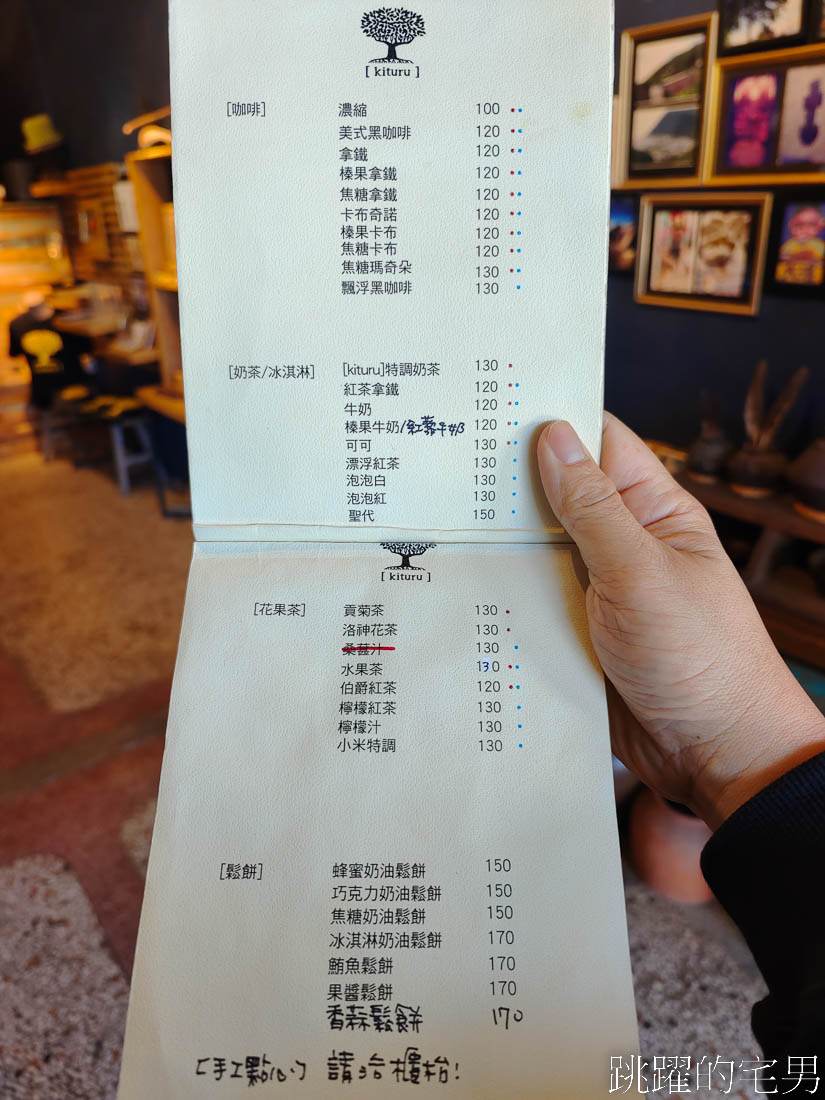 [ kituru ]
[咖啡] 濃縮 100
美式黑咖啡 120
拿鐵 120
榛果拿鐵 120
焦糖拿鐵 120
卡布奇諾 120
榛果卡布 120
焦糖卡布 120
焦糖瑪奇朵 130
飄浮黑咖啡 130
[奶茶/冰淇淋] [kituru]特調奶茶 130
紅茶拿鐵 120
牛奶 120
榛果牛奶/紅茶牛奶 120
可可 130
漂浮紅茶 130
泡泡白 130
泡泡紅 130
聖代 150
[ kituru ]
[花果茶] 貢菊茶 130
洛神花茶 130
桑葚汁 130
水果茶 130
伯爵紅茶 120
檸檬紅茶 130
檸檬汁 130
小米特調 130
[鬆餅] 蜂蜜奶油鬆餅 150
巧克力奶油鬆餅 150
焦糖奶油鬆餅 150
冰淇淋奶油鬆餅 170
鮪魚鬆餅 170
果醬鬆餅 170
香蒜鬆餅 170
「手工點心」請洽櫃枱!
跳躍的宅男